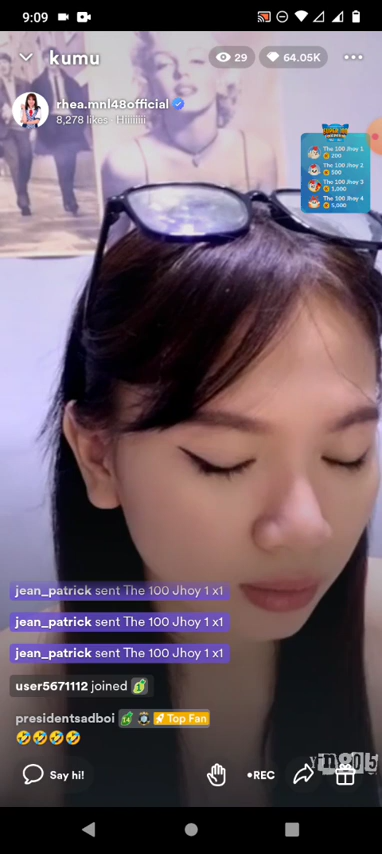 9:09
kumu
29
64.05K
rhea.mnl48official
8,278 likes · Hiiiiiiii
The 100 Jhoy 1
200
The 100 Jhoy 2
500
The 100 Jhoy 3
1,000
The 100 Jhoy 4
5,000
jean_patrick sent The 100 Jhoy 1 x1
jean_patrick sent The 100 Jhoy 1 x1
jean_patrick sent The 100 Jhoy 1 x1
user5671112 joined 1
presidentsadboi 14 Top Fan
🤣🤣🤣🤣
Say hi!
•REC